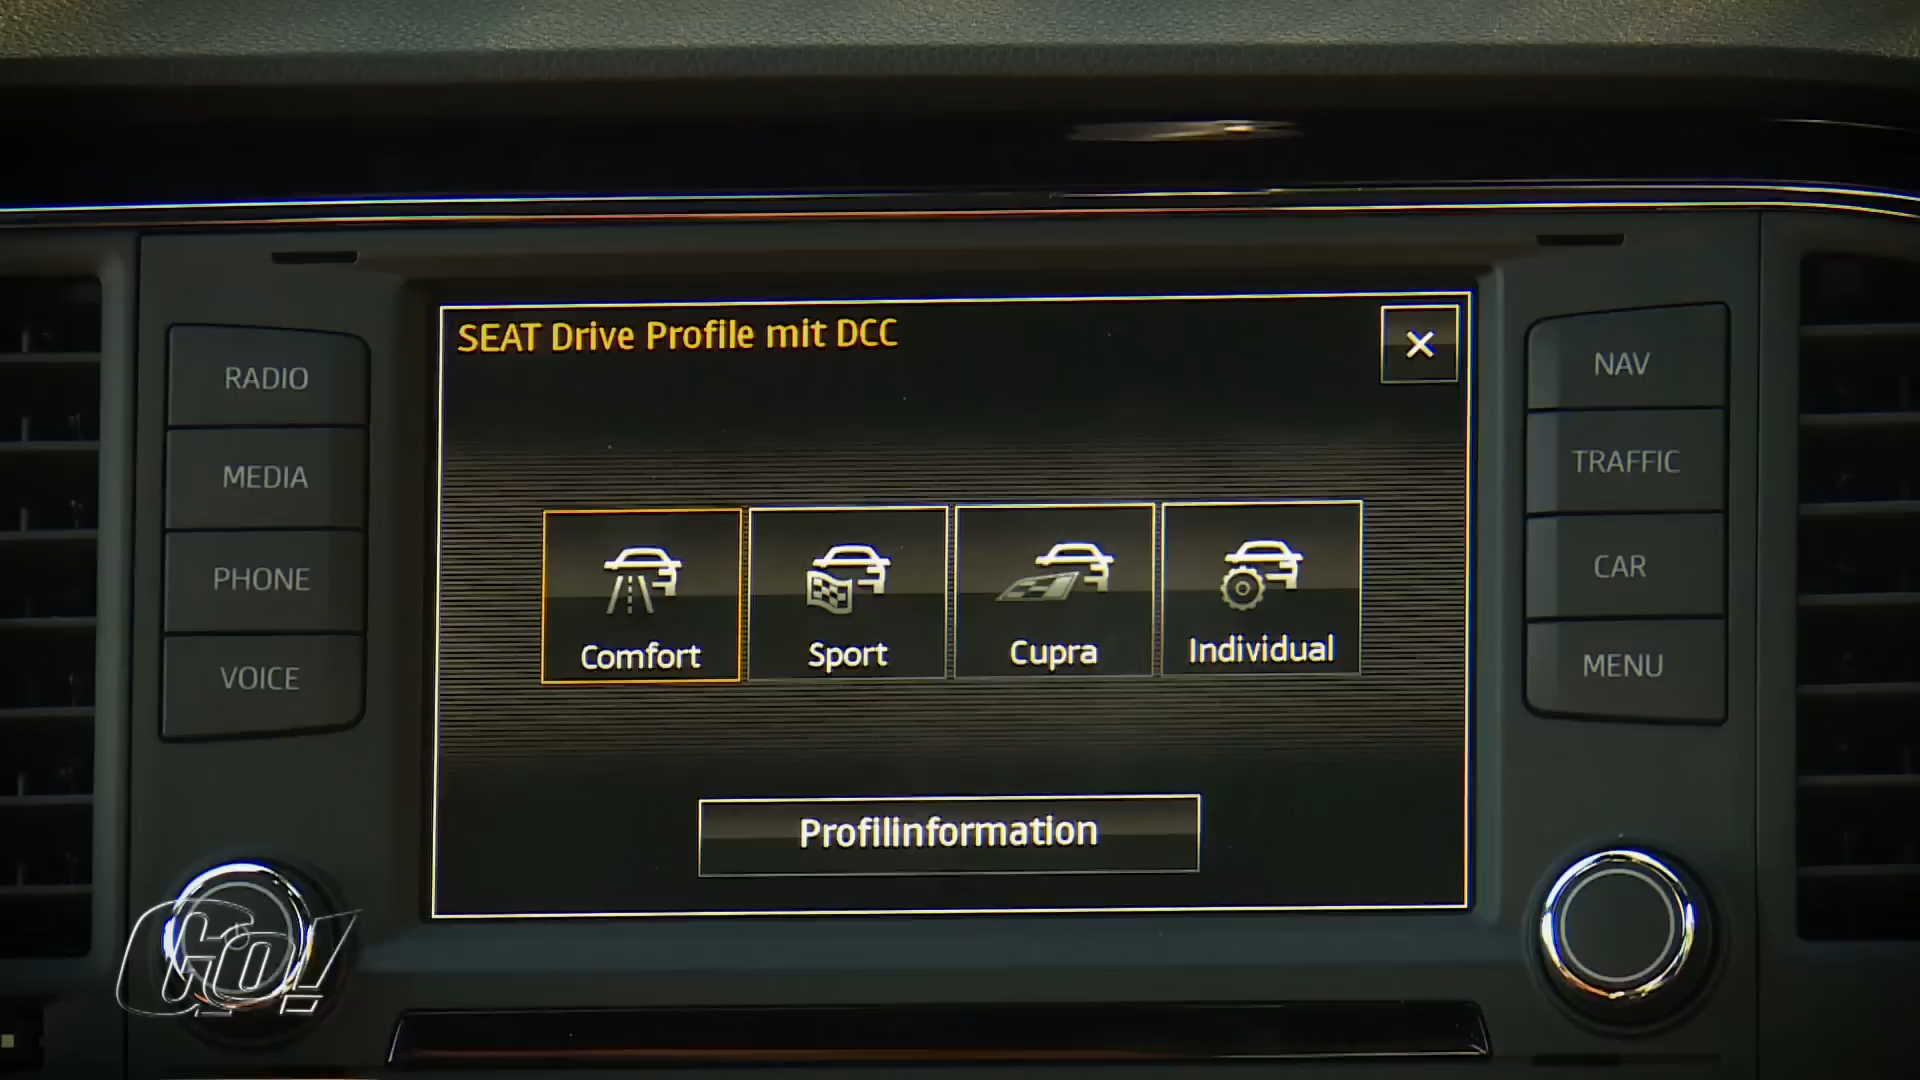 SEAT Drive Profile mit DCC
RADIO
MEDIA
PHONE
VOICE
Comfort
Sport
Cupra
Individual
Profilinformation
NAV
TRAFFIC
CAR
MENU
Go!